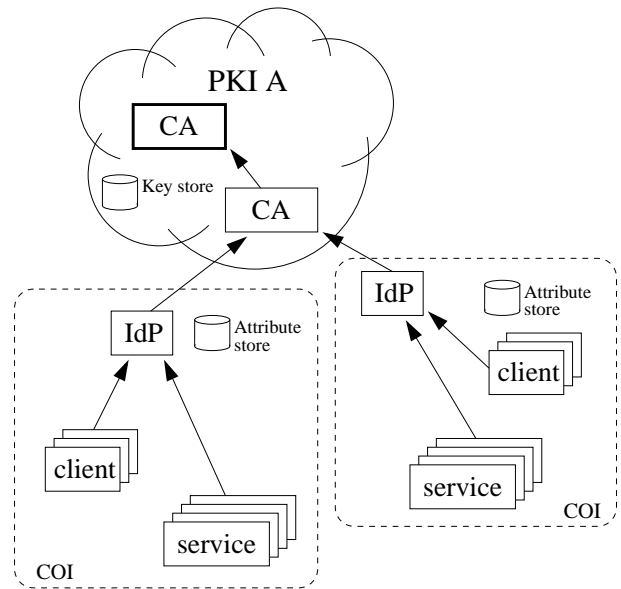 PKI A
CA
Key store
CA
IdP
Attribute
store
client
service
COI
IdP
Attribute
store
client
service
COI